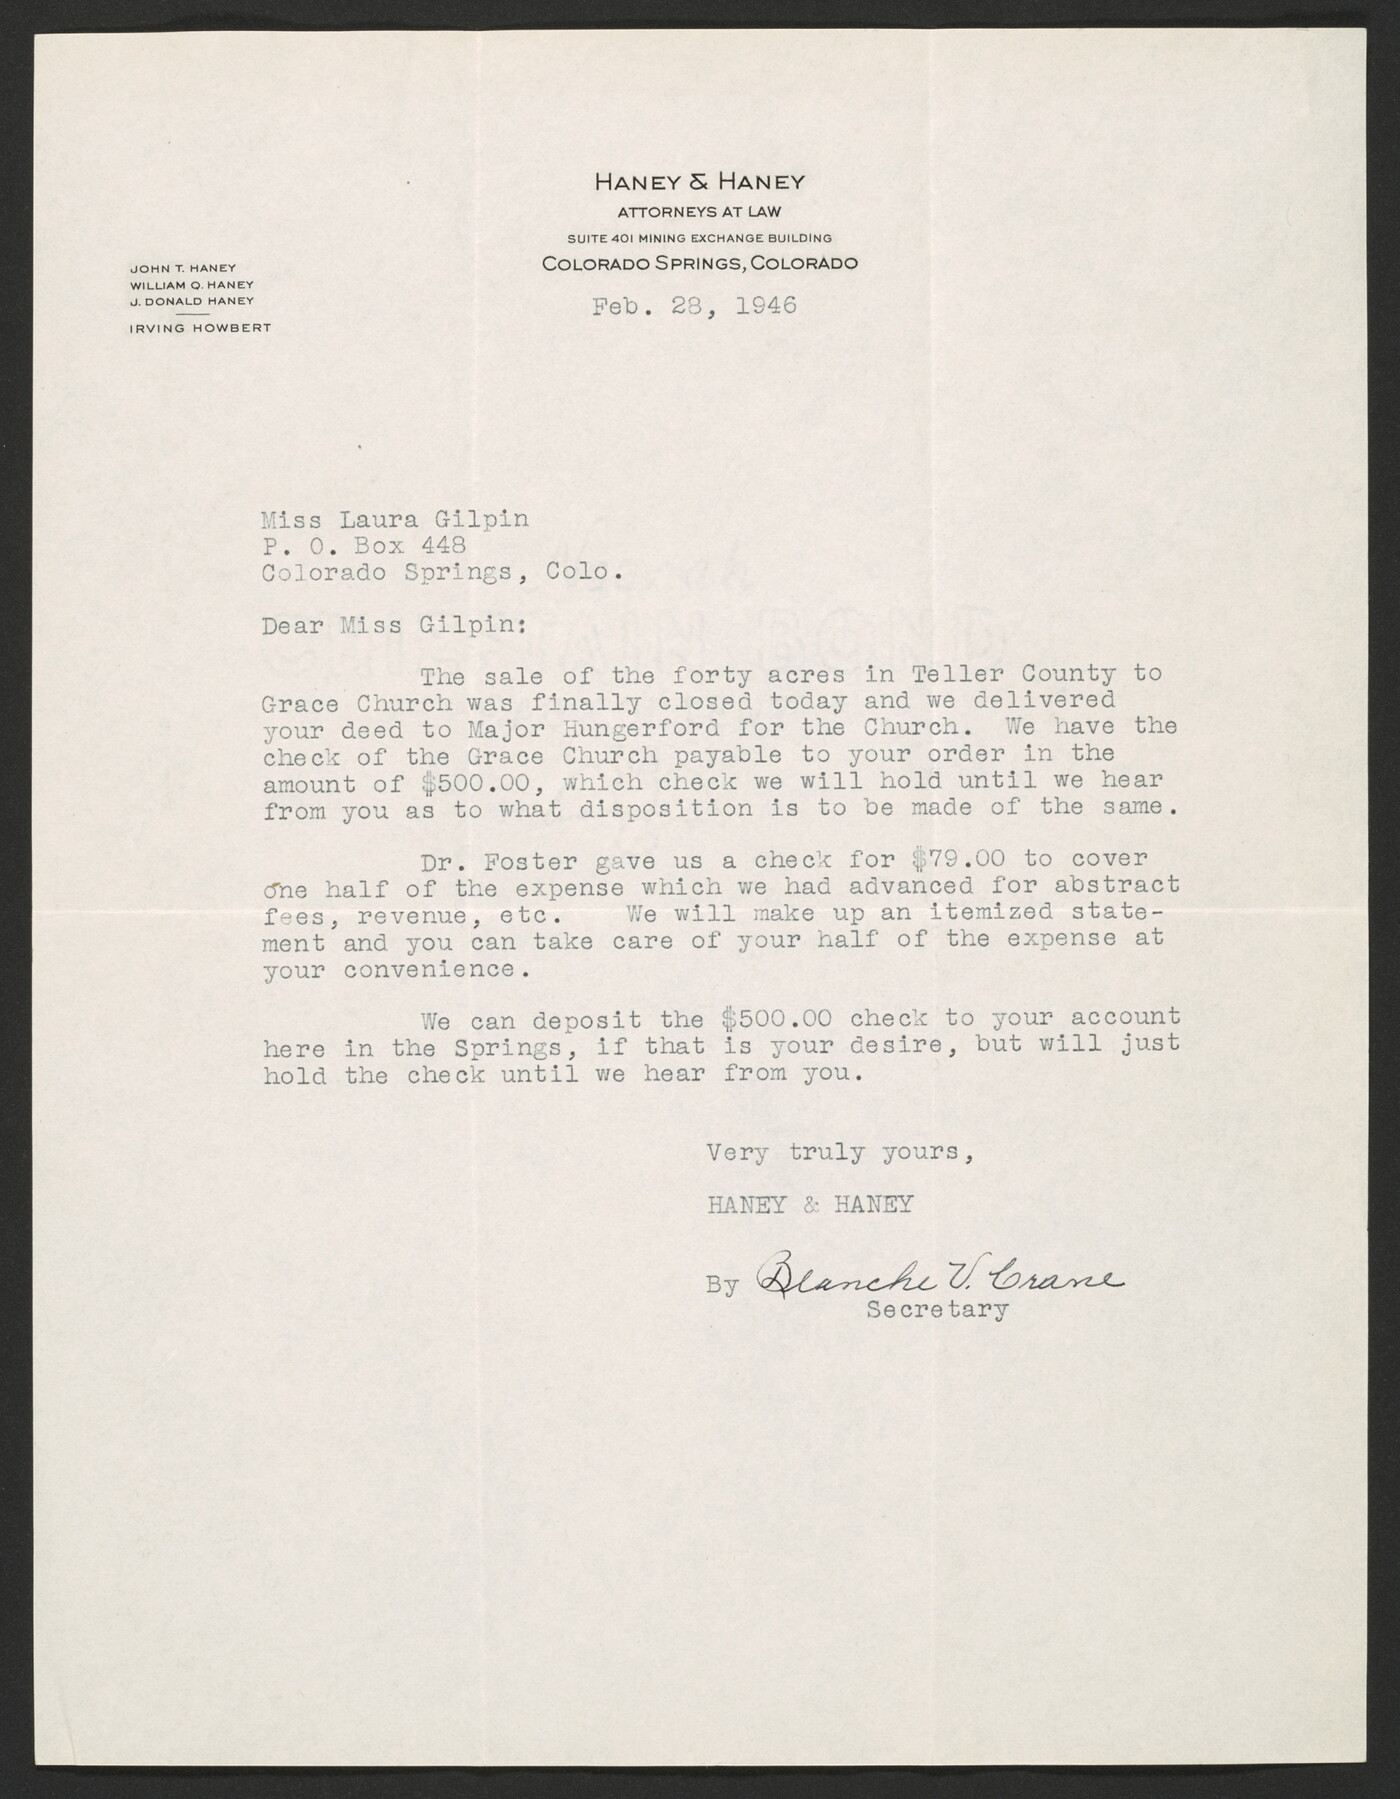 HANEY & HANEY
ATTORNEYS AT LAW
SUITE 401 MINING EXCHANGE BUILDING
COLORADO SPRINGS, COLORADO
JOHN T. HANEY
WILLIAM Q. HANEY
J. DONALD HANEY
IRVING HOWBERT
Feb. 28, 1946
Miss Laura Gilpin
P. O. Box 448
Colorado Springs, Colo.
Dear Miss Gilpin:
The sale of the forty acres in Teller County to
Grace Church was finally closed today and we delivered
your deed to Major Hungerford for the Church. We have the
check of the Grace Church payable to your order in the
amount of $500.00, which check we will hold until we hear
from you as to what disposition is to be made of the same.
Dr. Foster gave us a check for $79.00 to cover
one half of the expense which we had advanced for abstract
fees, revenue, etc. We will make up an itemized state-
ment and you can take care of your half of the expense at
your convenience.
We can deposit the $500.00 check to your account
here in the Springs, if that is your desire, but will just
hold the check until we hear from you.
Very truly yours,
HANEY & HANEY
By Blanche V. Crane
Secretary